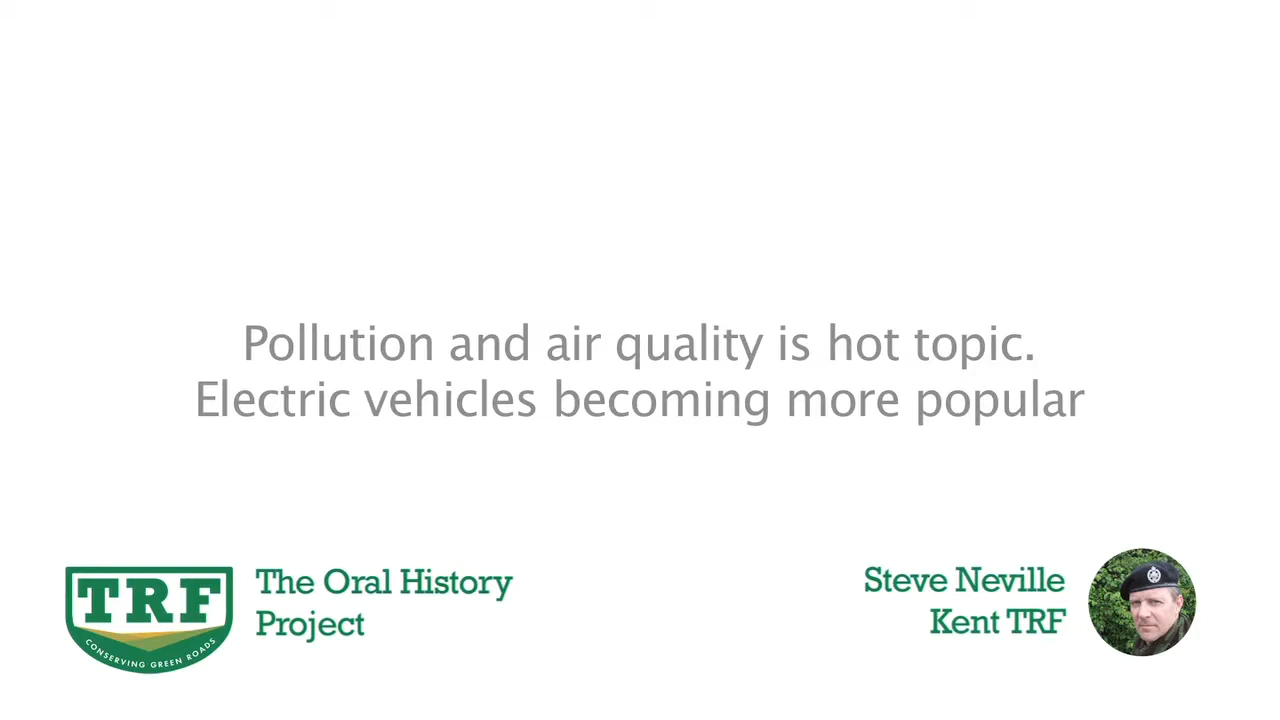 Pollution and air quality is hot topic.
Electric vehicles becoming more popular
TRF
CONSERVING GREEN ROADS
The Oral History
Project
Steve Neville
Kent TRF